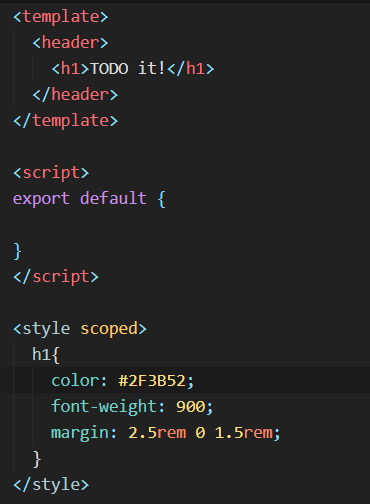 <template>
  <header>
    <h1>TODO it!</h1>
  </header>
</template>

<script>
export default {

}
</script>

<style scoped>
  h1{
    color: #2F3B52;
    font-weight: 900;
    margin: 2.5rem 0 1.5rem;
  }
</style>